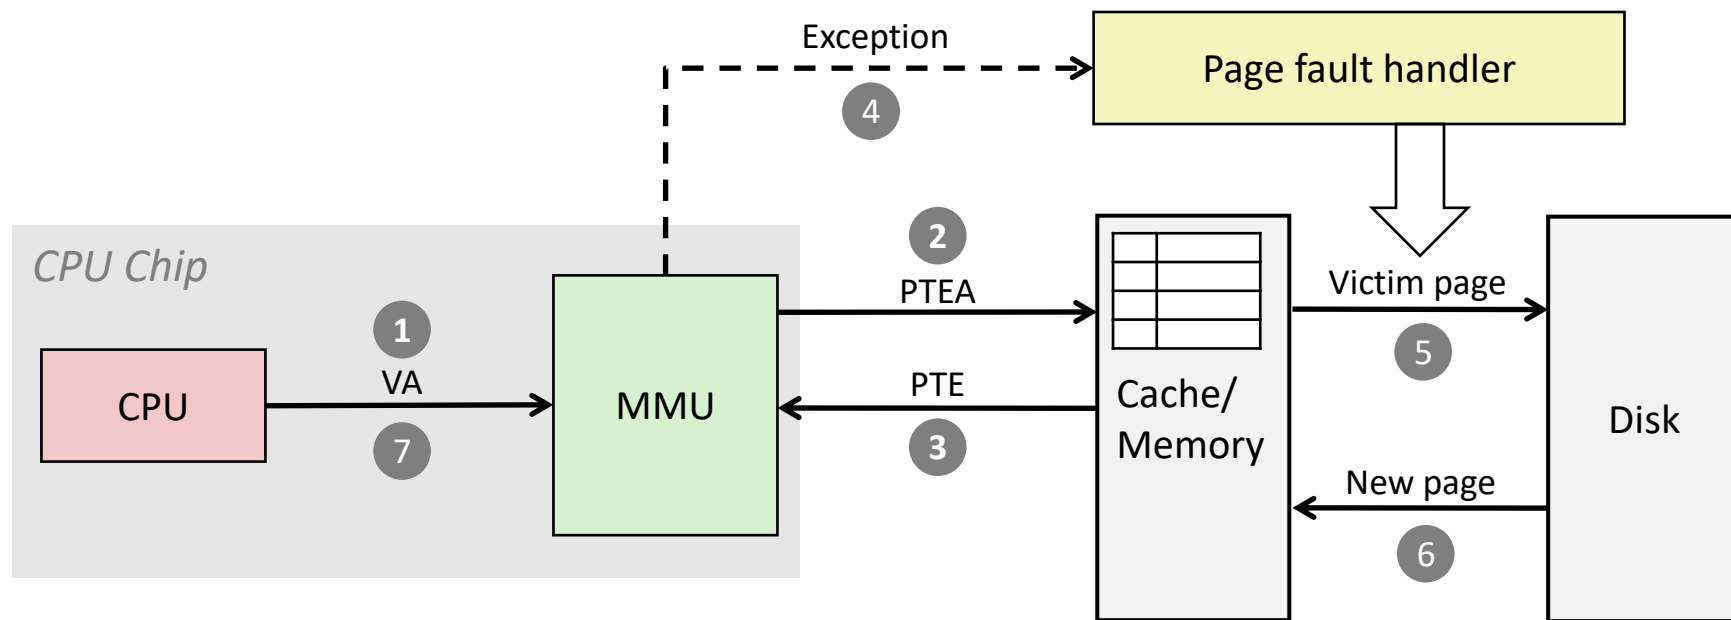 Exception
Page fault handler
4
2
CPU Chip
PTEA
Victim page
1
5
VA
CPU
MMU
PTE
Cache/
Memory
Disk
7
3
New page
6